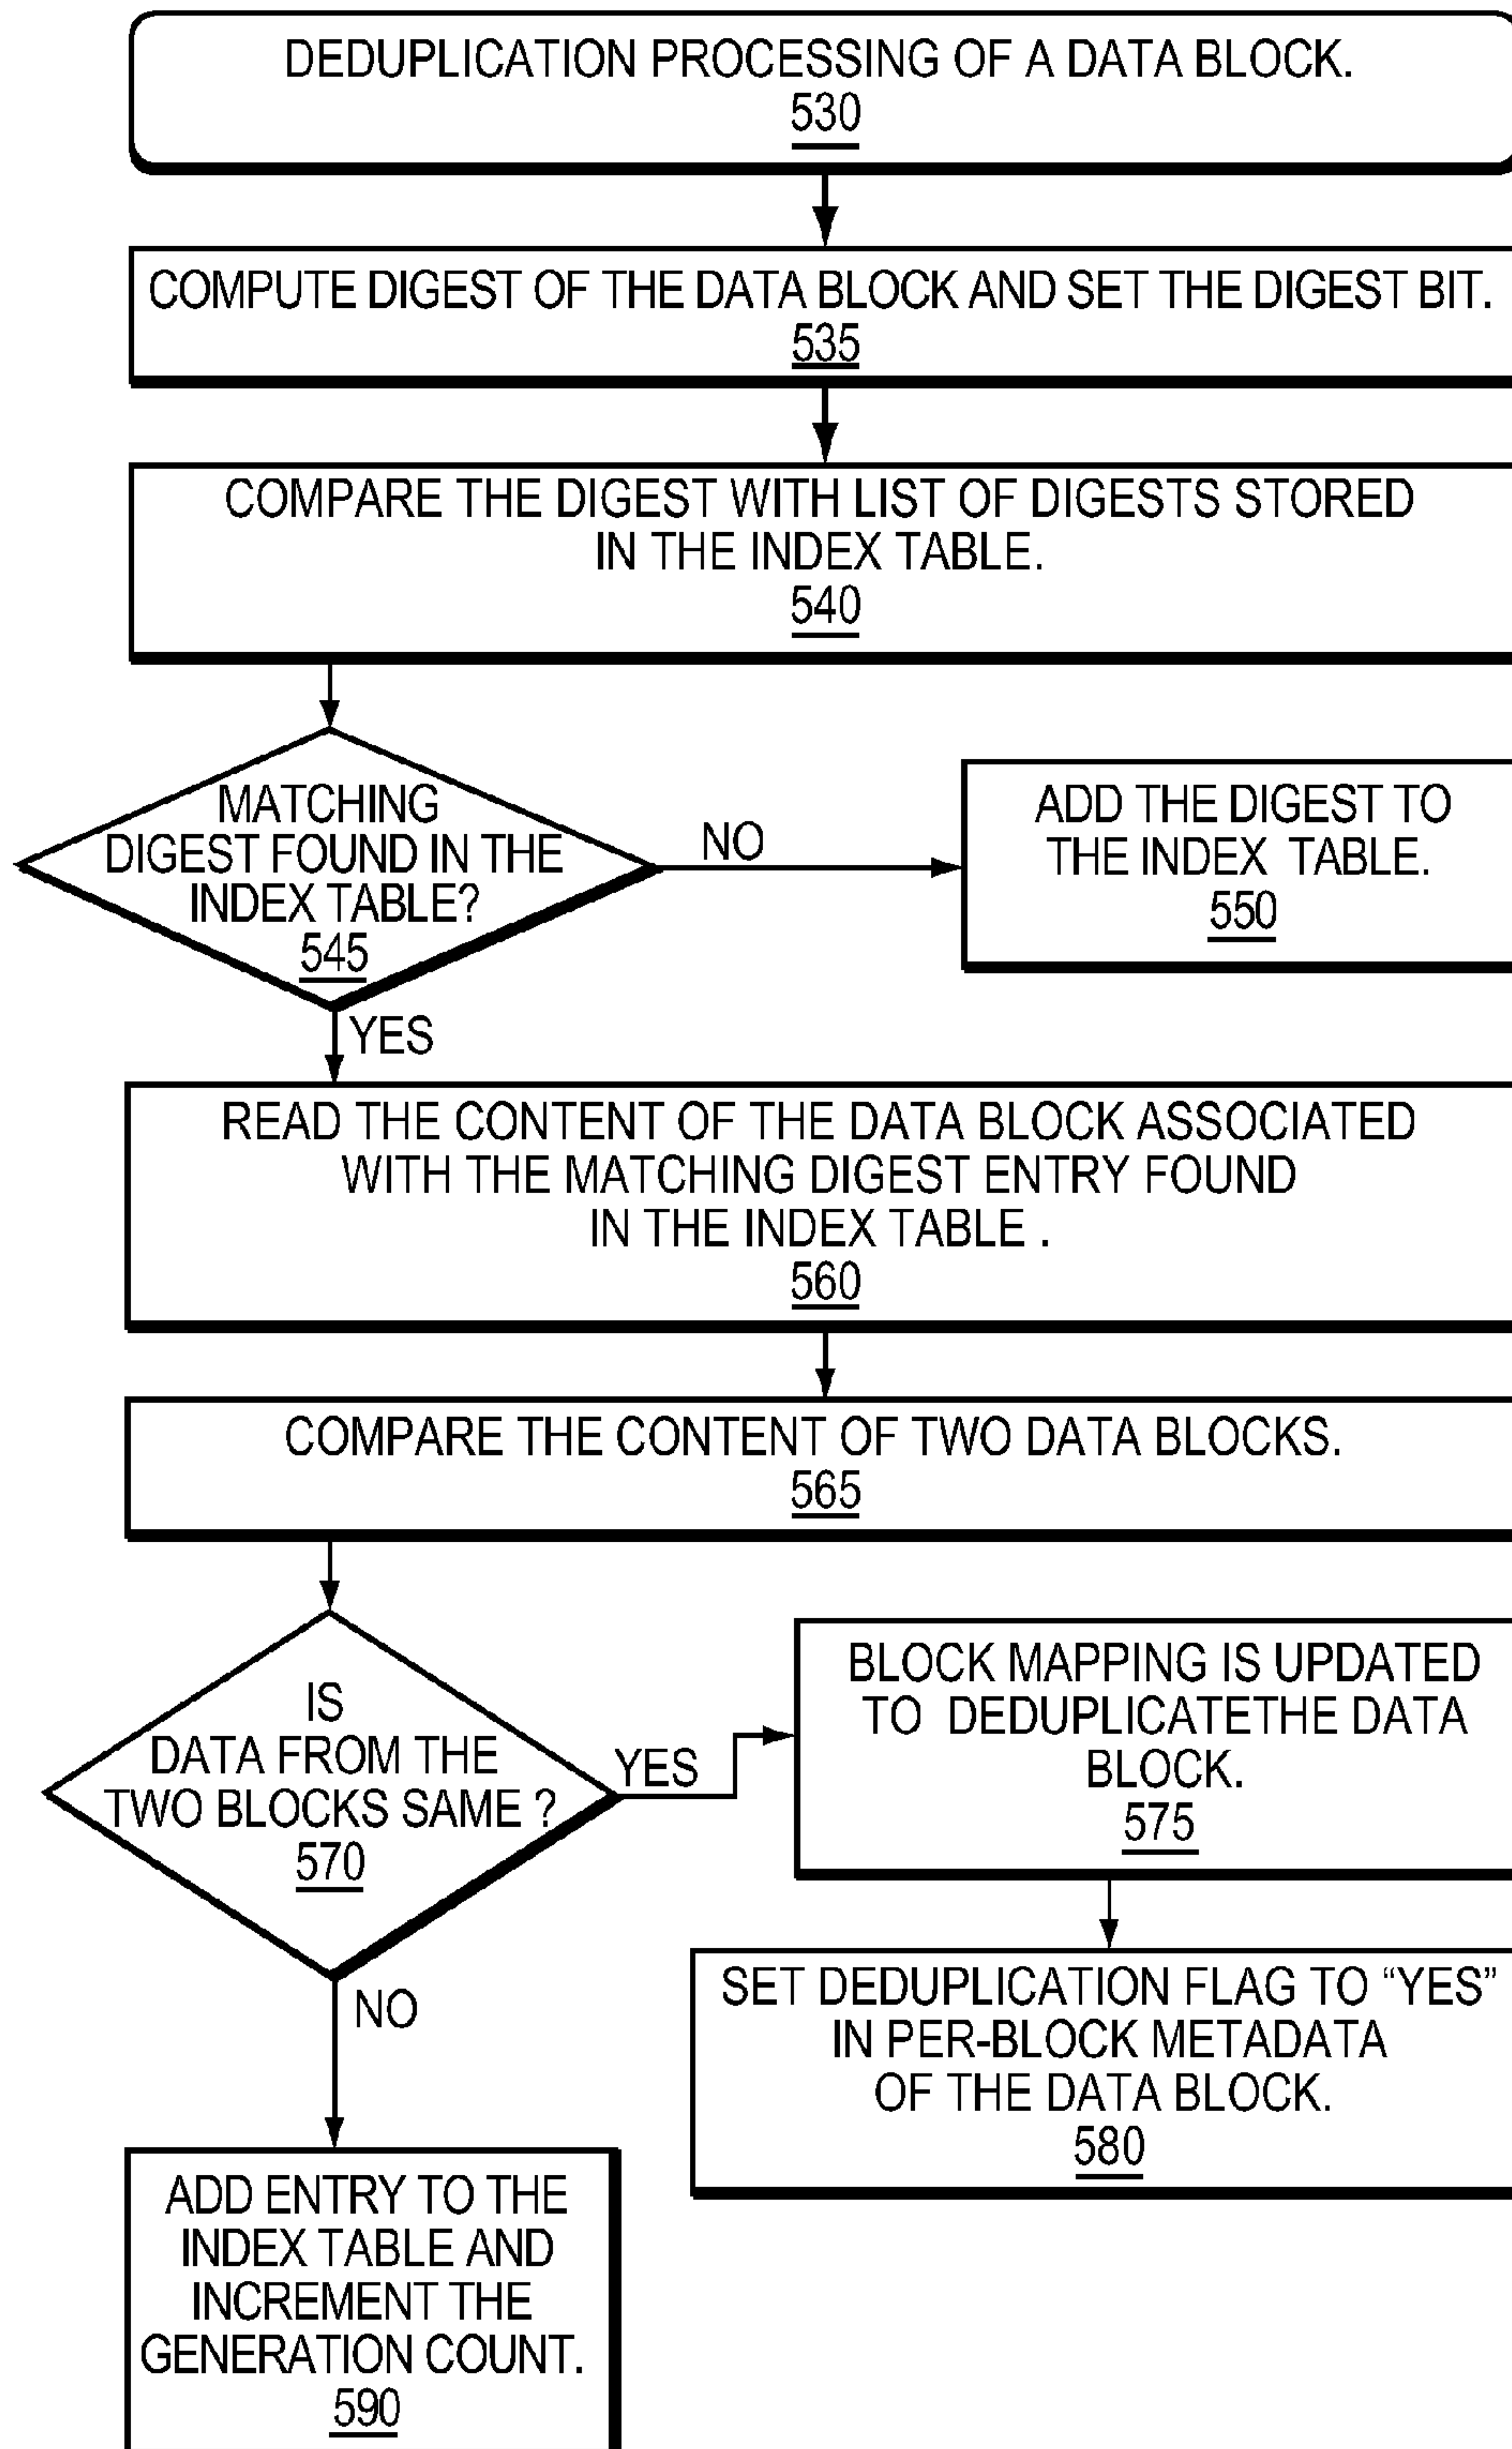 DEDUPLICATION PROCESSING OF A DATA BLOCK.
530
COMPUTE DIGEST OF THE DATA BLOCK AND SET THE DIGEST BIT.
535
COMPARE THE DIGEST WITH LIST OF DIGESTS STORED
IN THE INDEX TABLE.
540
MATCHING
DIGEST FOUND IN THE
INDEX TABLE?
545
NO
ADD THE DIGEST TO
THE INDEX TABLE.
550
YES
READ THE CONTENT OF THE DATA BLOCK ASSOCIATED
WITH THE MATCHING DIGEST ENTRY FOUND
IN THE INDEX TABLE .
560
COMPARE THE CONTENT OF TWO DATA BLOCKS.
565
IS
DATA FROM THE
TWO BLOCKS SAME ?
570
YES
BLOCK MAPPING IS UPDATED
TO DEDUPLICATETHE DATA
BLOCK.
575
SET DEDUPLICATION FLAG TO “YES”
IN PER-BLOCK METADATA
OF THE DATA BLOCK.
580
NO
ADD ENTRY TO THE
INDEX TABLE AND
INCREMENT THE
GENERATION COUNT.
590